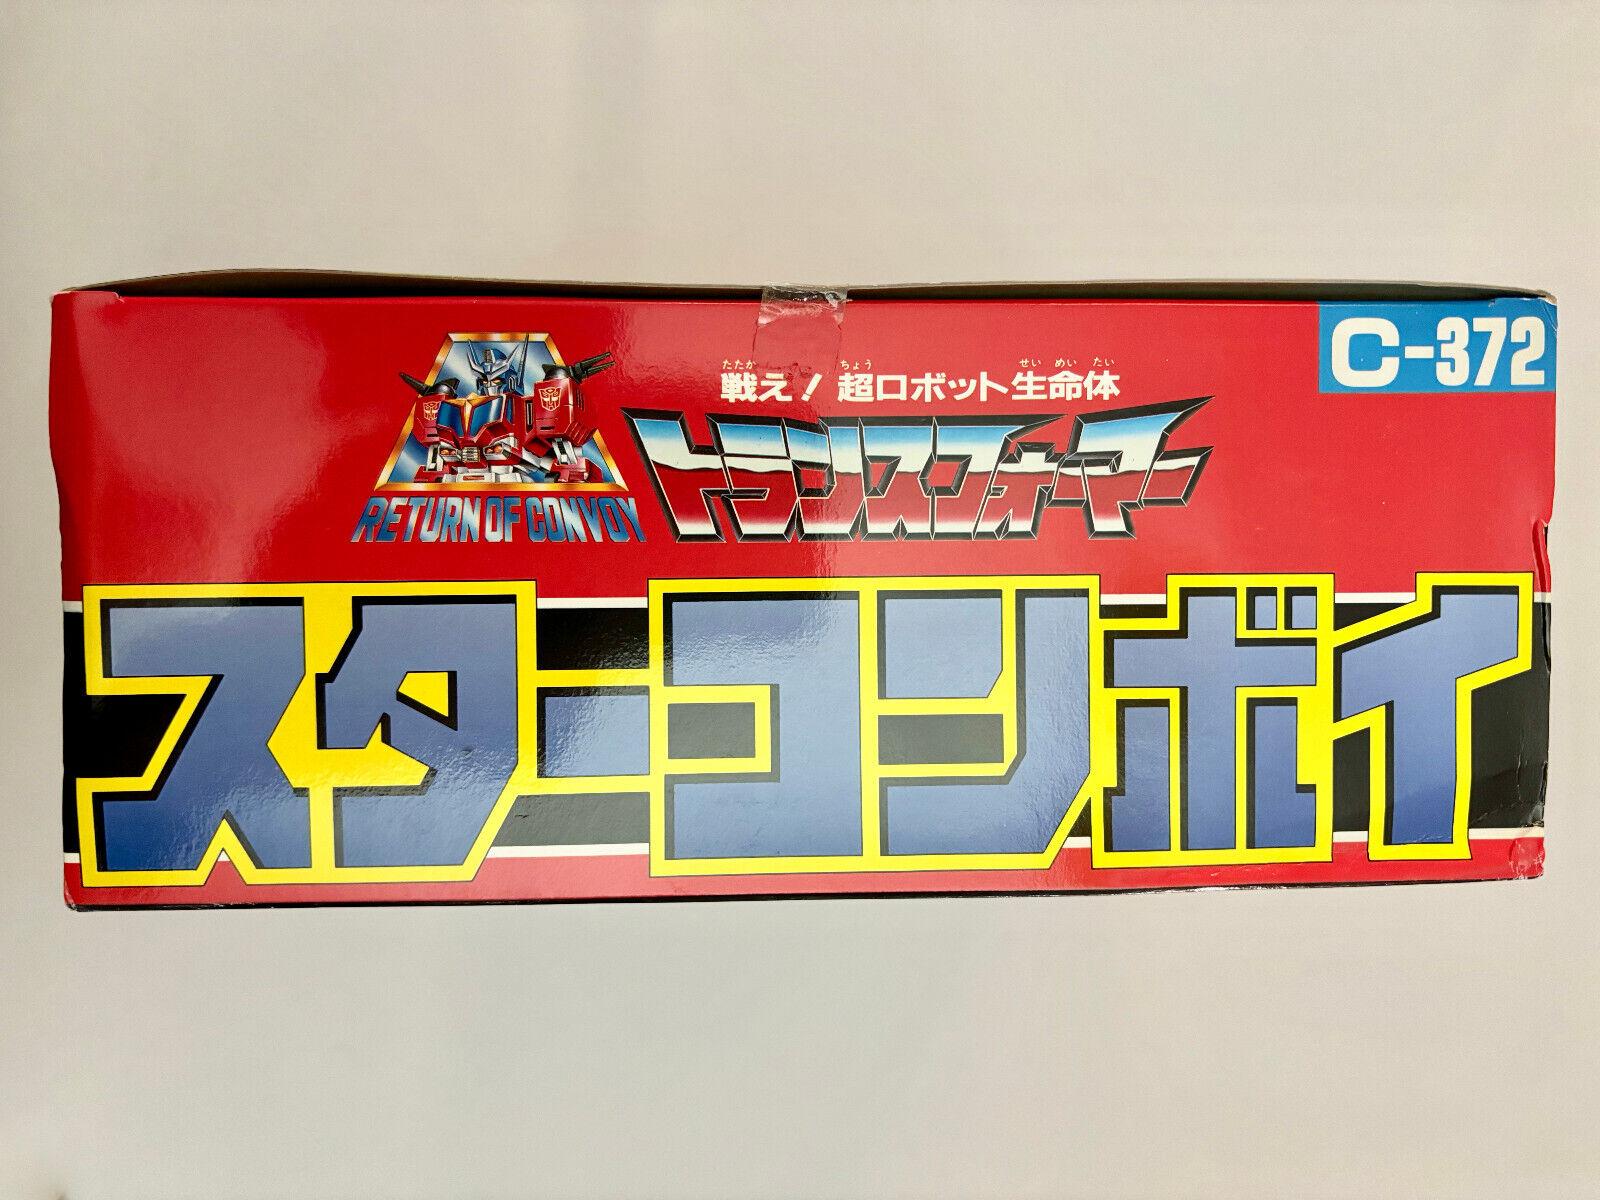 C-372
たたか ちょう せい めい たい
戦え！超ロボット生命体
トランスフォーマー
RETURN OF CONVOY
スターコンボイ